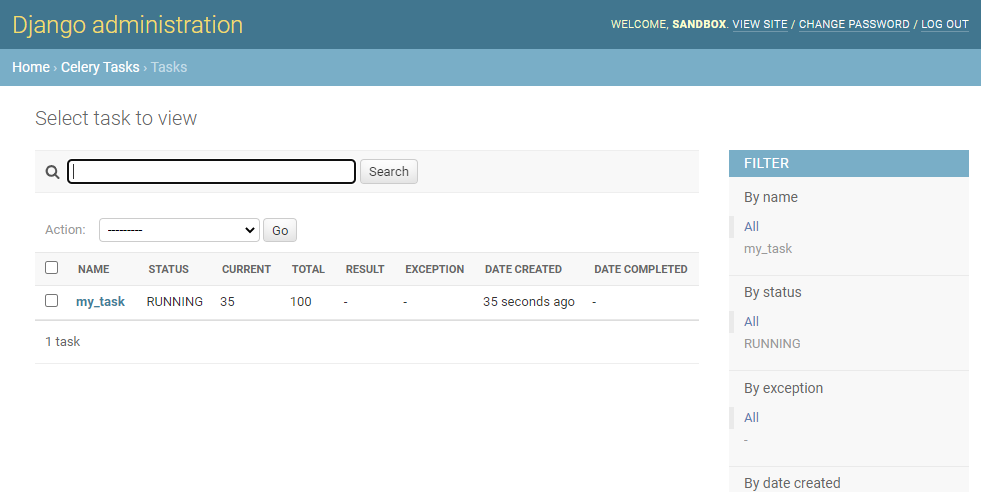 Django administration
WELCOME, SANDBOX. VIEW SITE / CHANGE PASSWORD / LOG OUT
Home › Celery Tasks › Tasks
Select task to view
Search
Action: --------- Go
NAME STATUS CURRENT TOTAL RESULT EXCEPTION DATE CREATED DATE COMPLETED
my_task RUNNING 35 100 - - 35 seconds ago -
1 task
FILTER
By name
All
my_task
By status
All
RUNNING
By exception
All
-
By date created